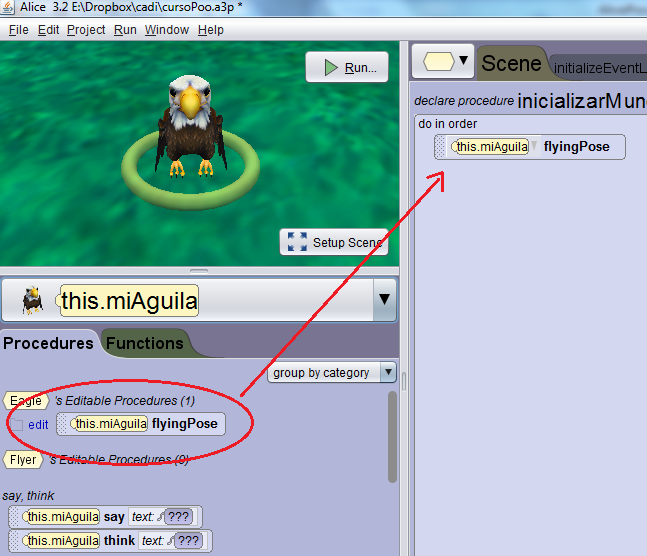 Alice 3.2 E:\Dropbox\cadi\cursoPoo.a3p *
File Edit Project Run Window Help
Run...
Setup Scene
this.miAguila
Procedures Functions
group by category
Eagle 's Editable Procedures (1)
edit this.miAguila flyingPose
Flyer 's Editable Procedures (0)
say, think
this.miAguila say text: ???
this.miAguila think text: ???
Scene initializeEventL
declare procedure inicializarMun
do in order
this.miAguila flyingPose